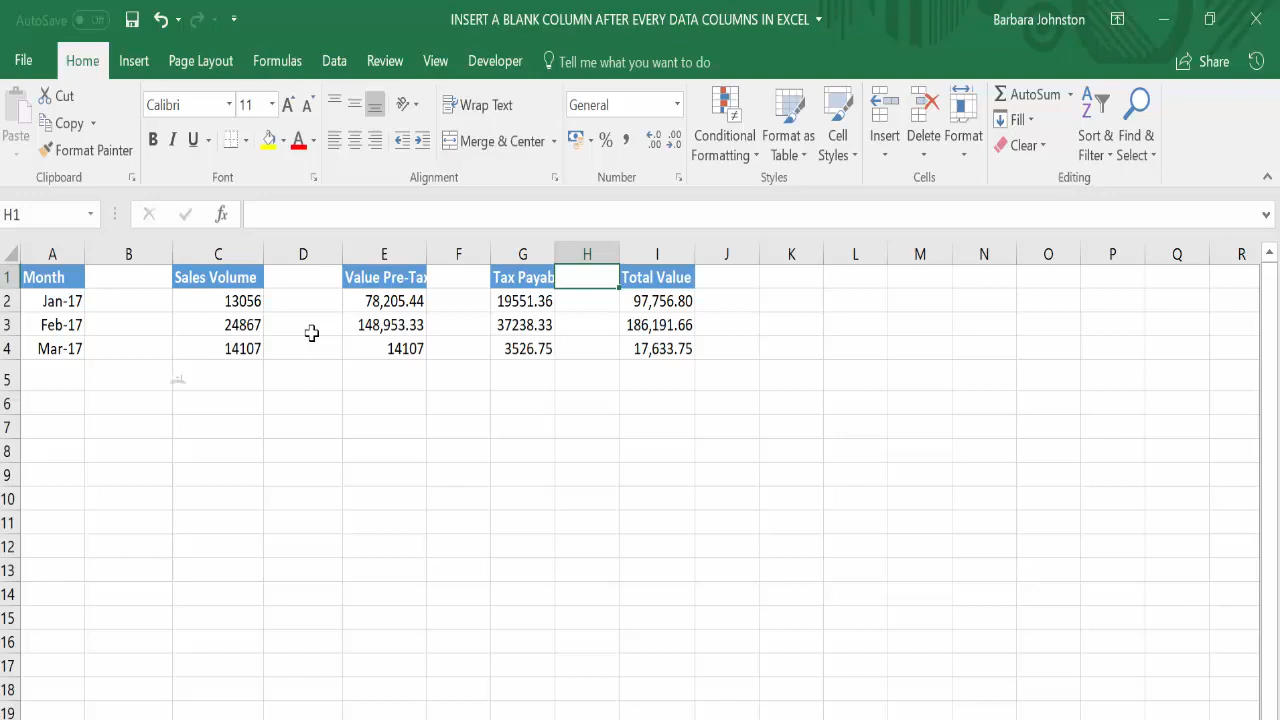 AutoSave Off INSERT A BLANK COLUMN AFTER EVERY DATA COLUMNS IN EXCEL Barbara Johnston
File Home Insert Page Layout Formulas Data Review View Developer Tell me what you want to do Share
Paste Cut Calibri 11 A A Wrap Text General Conditional Formatting Format as Table Cell Styles Insert Delete Format AutoSum Sort & Filter Find & Select
Copy B I U A Merge & Center % , Fill
Format Painter Clear
Clipboard Font Alignment Number Styles Cells Editing
H1 fx
A B C D E F G H I J K L M N O P Q R
1 Month Sales Volume Value Pre-Tax Tax Payab Total Value
2 Jan-17 13056 78,205.44 19551.36 97,756.80
3 Feb-17 24867 148,953.33 37238.33 186,191.66
4 Mar-17 14107 14107 3526.75 17,633.75
5
6
7
8
9
10
11
12
13
14
15
16
17
18
19